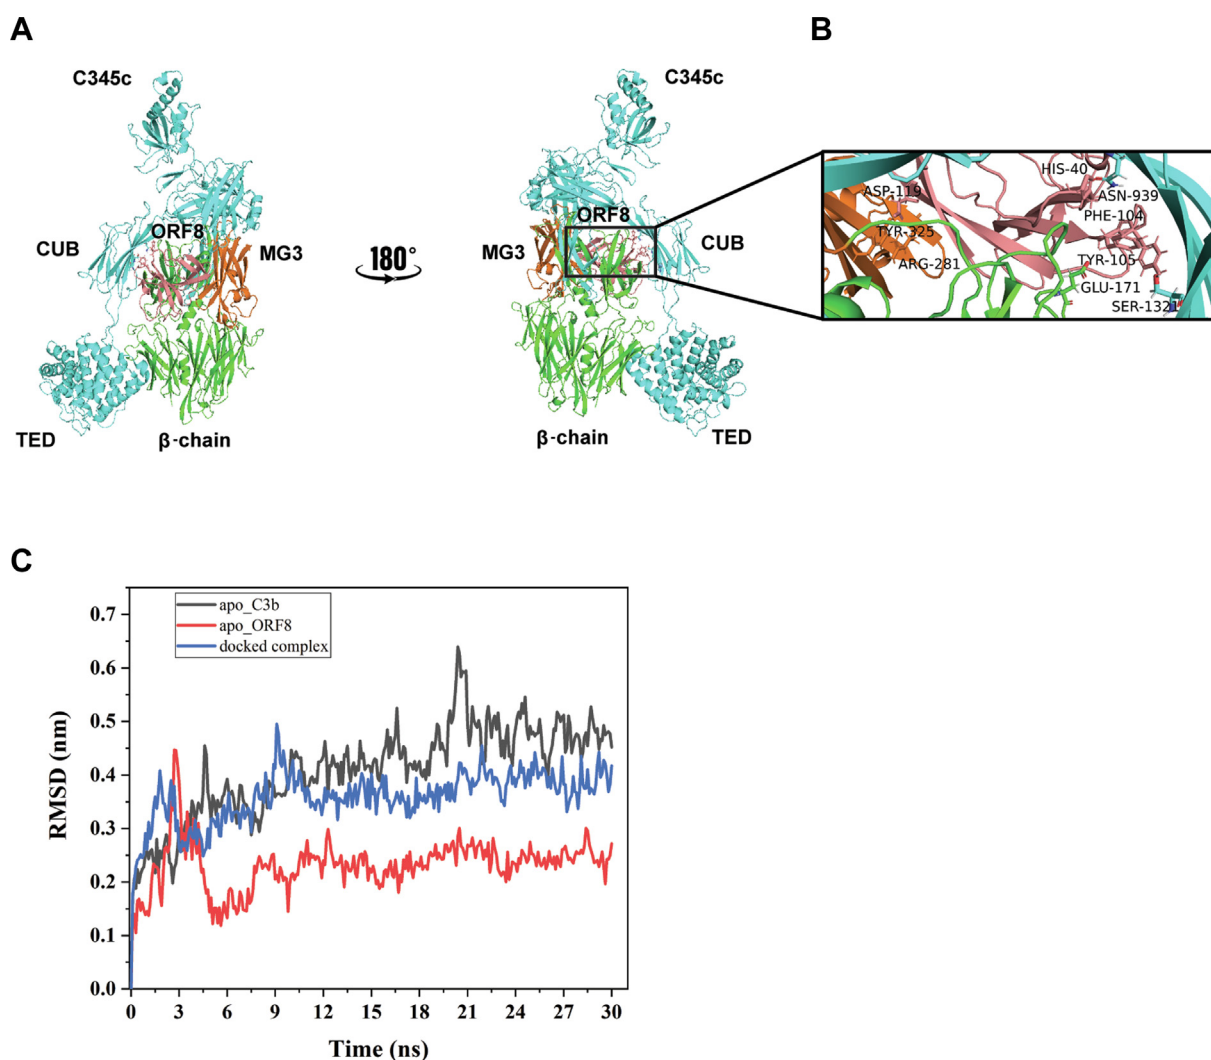 A
B
C345c
C345c
HIS-40
ASP-119
ASN-939
PHE-104
ORF8
ORF8
TYR-325
CUB
MG3
180°
MG3
CUB
TYR-105
ARG-281
GLU-171
SER-1321
TED
β-chain
β-chain
TED
C
0.7
apo_C3b
apo_ORF8
docked complex
0.6
0.5
0.4
RMSD (nm)
0.3
0.2
0.1
0.0
0 3 6 9 12 15 18 21 24 27 30
Time (ns)